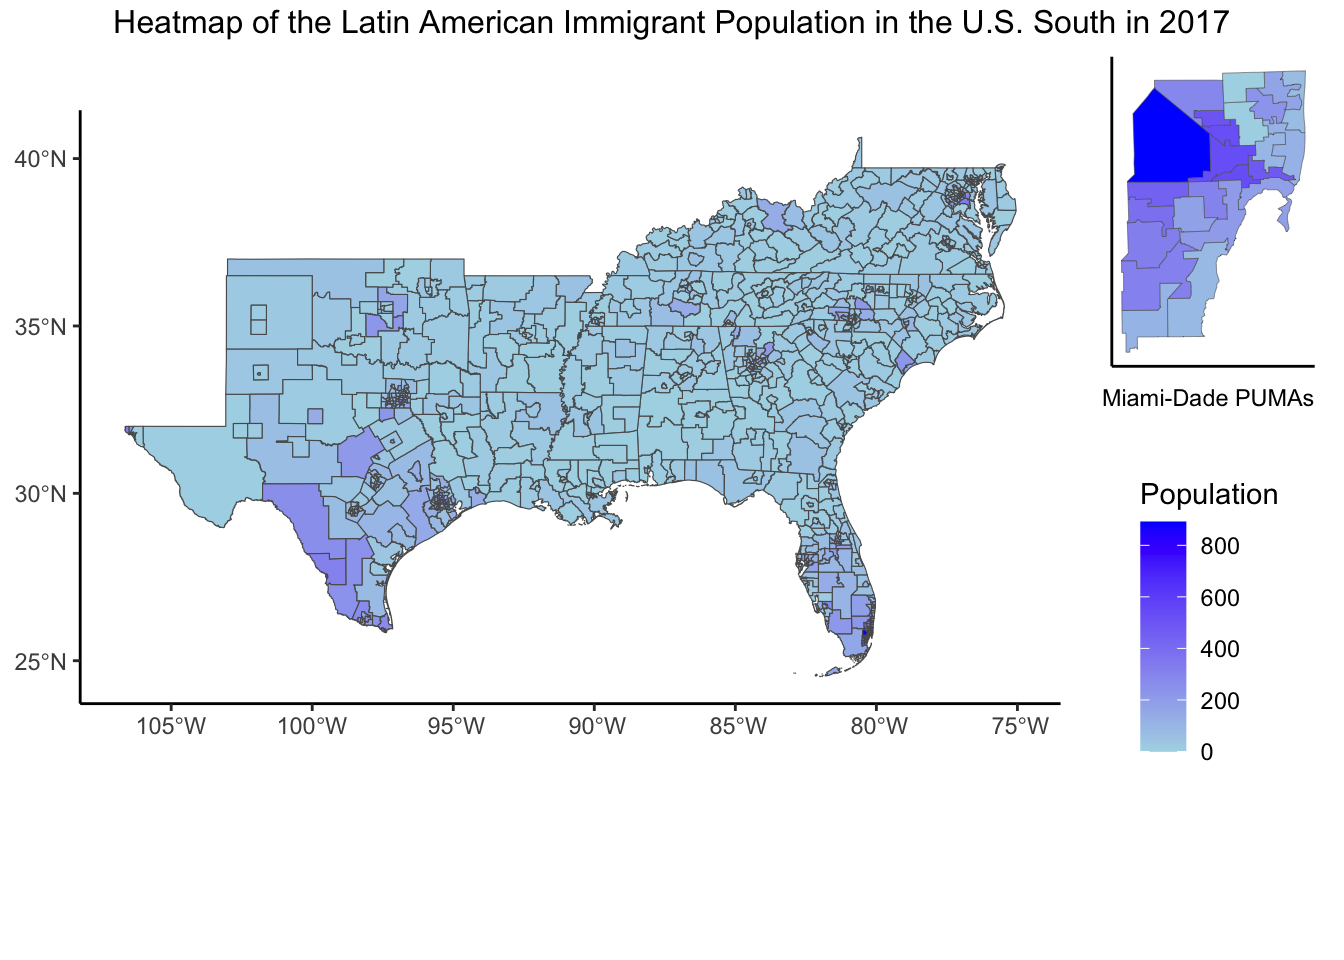 Heatmap of the Latin American Immigrant Population in the U.S. South in 2017
40°N
35°N
30°N
25°N
105°W
100°W
95°W
90°W
85°W
80°W
75°W
Miami-Dade PUMAs
Population
800
600
400
200
0